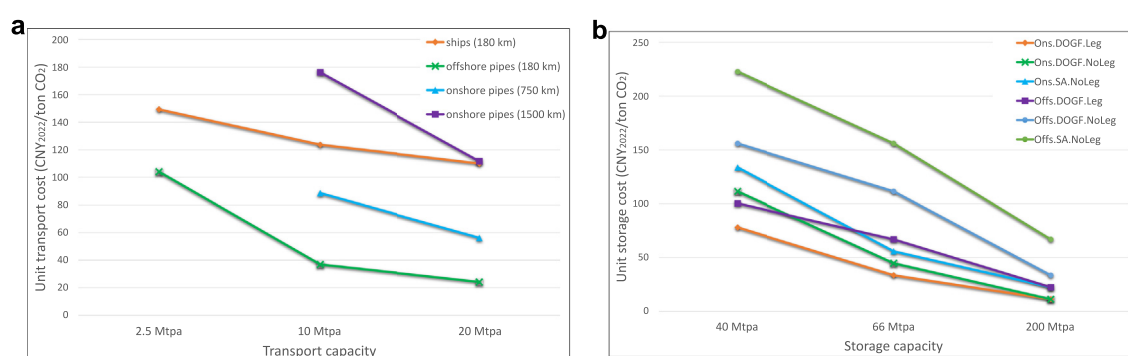 a
Unit transport cost (CNY2022/ton CO2)
200
180
160
140
120
100
80
60
40
20
0
2.5 Mtpa
10 Mtpa
20 Mtpa
Transport capacity
ships (180 km)
offshore pipes (180 km)
onshore pipes (750 km)
onshore pipes (1500 km)
b
Unit storage cost (CNY2022/ton CO2)
250
200
150
100
50
0
40 Mtpa
66 Mtpa
200 Mtpa
Storage capacity
Ons.DOGF.Leg
Ons.DOGF.NoLeg
Ons.SA.NoLeg
Offs.DOGF.Leg
Offs.DOGF.NoLeg
Offs.SA.NoLeg